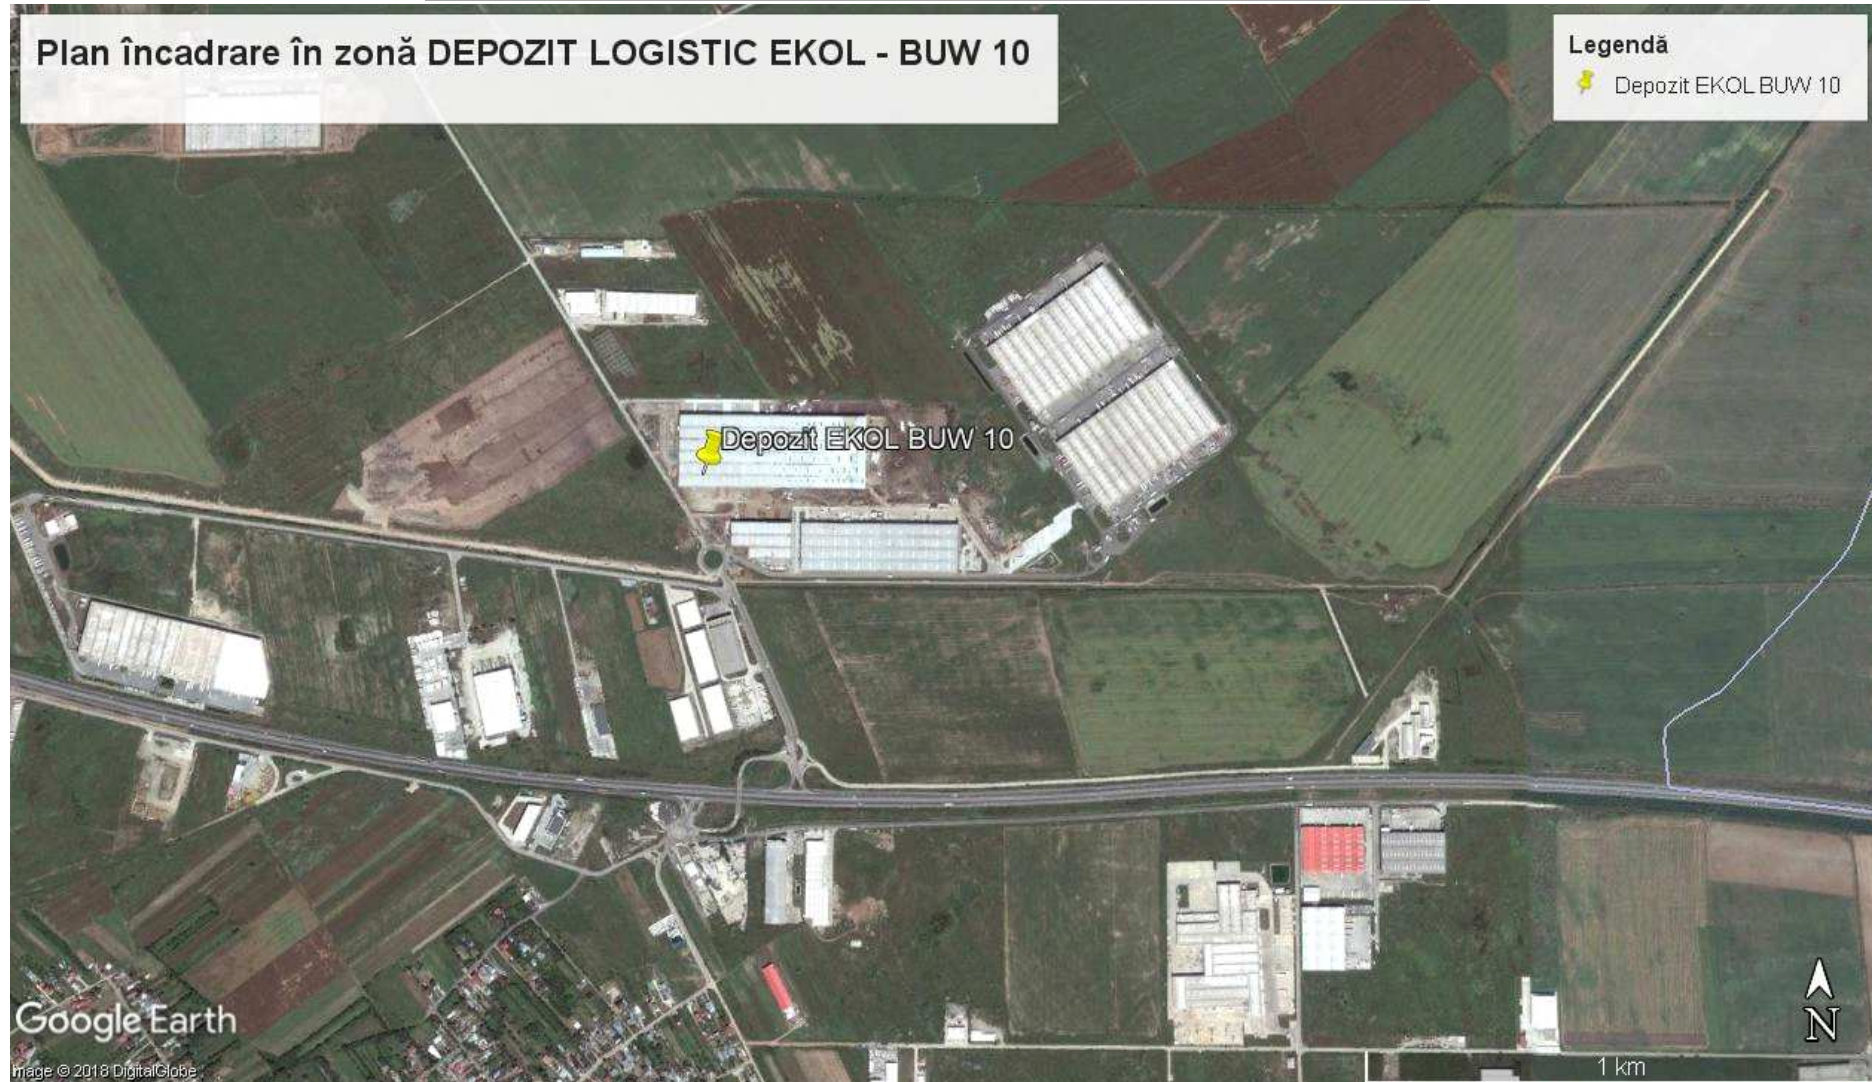 Plan încadrare în zonă DEPOZIT LOGISTIC EKOL - BUW 10
Legendă
Depozit EKOL BUW 10
Depozit EKOL BUW 10
Google Earth
N
Image © 2018 DigitalGlobe
1 km